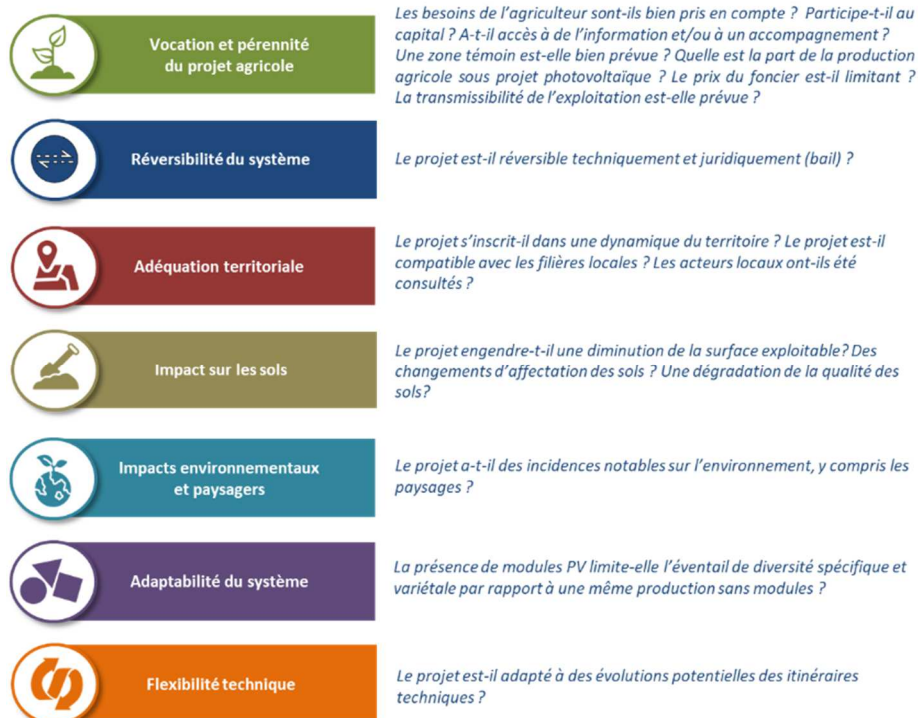 Vocation et pérennité
du projet agricole
Les besoins de l'agriculteur sont-ils bien pris en compte ? Participe-t-il au
capital ? A-t-il accès à de l'information et/ou à un accompagnement ?
Une zone témoin est-elle bien prévue ? Quelle est la part de la production
agricole sous projet photovoltaïque ? Le prix du foncier est-il limitant ?
La transmissibilité de l'exploitation est-elle prévue ?
Réversibilité du système
Le projet est-il réversible techniquement et juridiquement (bail) ?
Adéquation territoriale
Le projet s'inscrit-il dans une dynamique du territoire ? Le projet est-il
compatible avec les filières locales ? Les acteurs locaux ont-ils été
consultés ?
Impact sur les sols
Le projet engendre-t-il une diminution de la surface exploitable? Des
changements d'affectation des sols ? Une dégradation de la qualité des
sols?
Impacts environnementaux
et paysagers
Le projet a-t-il des incidences notables sur l'environnement, y compris les
paysages ?
Adaptabilité du système
La présence de modules PV limite-elle l'éventail de diversité spécifique et
variétale par rapport à une même production sans modules ?
Flexibilité technique
Le projet est-il adapté à des évolutions potentielles des itinéraires
techniques ?